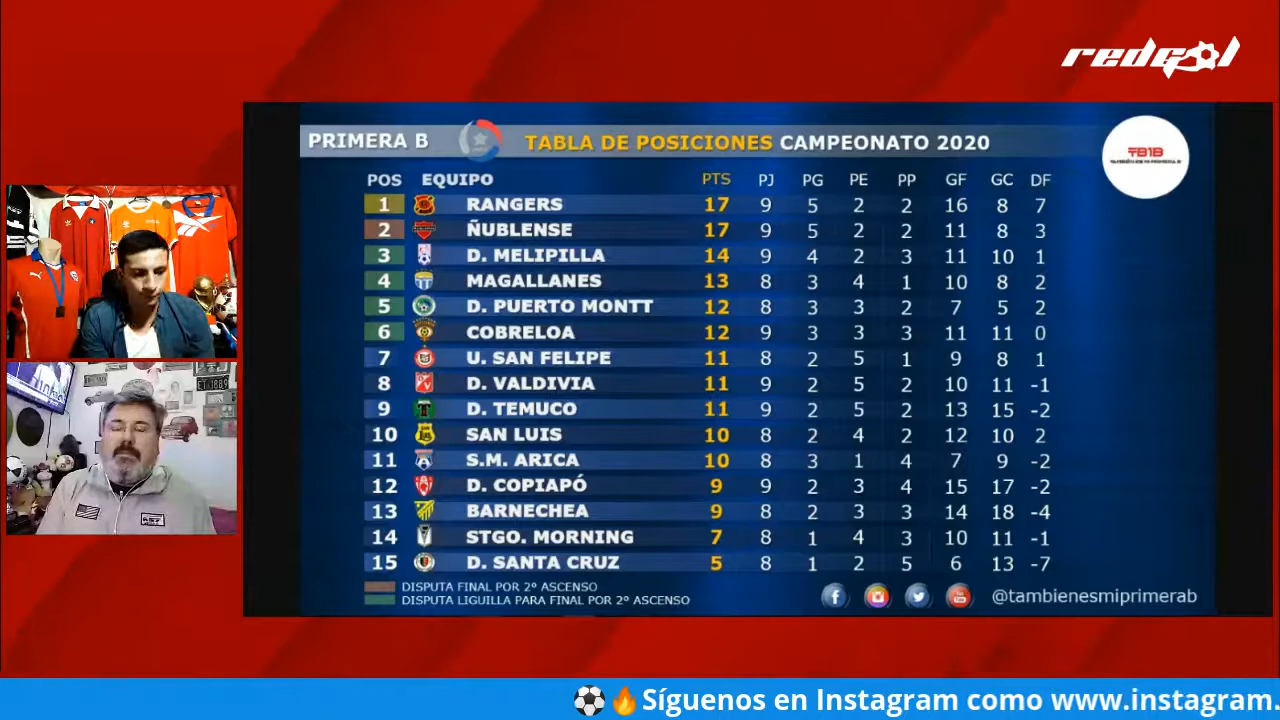 redgol
PRIMERA B TABLA DE POSICIONES CAMPEONATO 2020
TB1B
POS EQUIPO PTS PJ PG PE PP GF GC DF
1 RANGERS 17 9 5 2 2 16 8 7
2 ÑUBLENSE 17 9 5 2 2 11 8 3
3 D. MELIPILLA 14 9 4 2 3 11 10 1
4 MAGALLANES 13 8 3 4 1 10 8 2
5 D. PUERTO MONTT 12 8 3 3 2 7 5 2
6 COBRELOA 12 9 3 3 3 11 11 0
7 U. SAN FELIPE 11 8 2 5 1 9 8 1
8 D. VALDIVIA 11 9 2 5 2 10 11 -1
9 D. TEMUCO 11 9 2 5 2 13 15 -2
10 SAN LUIS 10 8 2 4 2 12 10 2
11 S.M. ARICA 10 8 3 1 4 7 9 -2
12 D. COPIAPÓ 9 9 2 3 4 15 17 -2
13 BARNECHEA 9 8 2 3 3 14 18 -4
14 STGO. MORNING 7 8 1 4 3 10 11 -1
15 D. SANTA CRUZ 5 8 1 2 5 6 13 -7
DISPUTA FINAL POR 2º ASCENSO
DISPUTA LIGUILLA PARA FINAL POR 2º ASCENSO
@tambienesmiprimerab
Síguenos en Instagram como www.instagram.